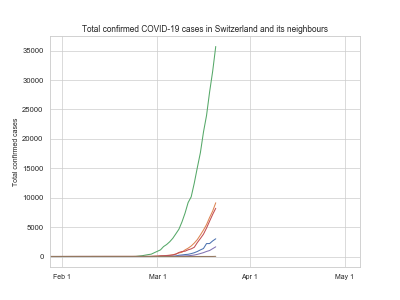 Total confirmed COVID-19 cases in Switzerland and its neighbours
35000
30000
25000
20000
15000
10000
5000
0
Total confirmed cases
Feb 1
Mar 1
Apr 1
May 1